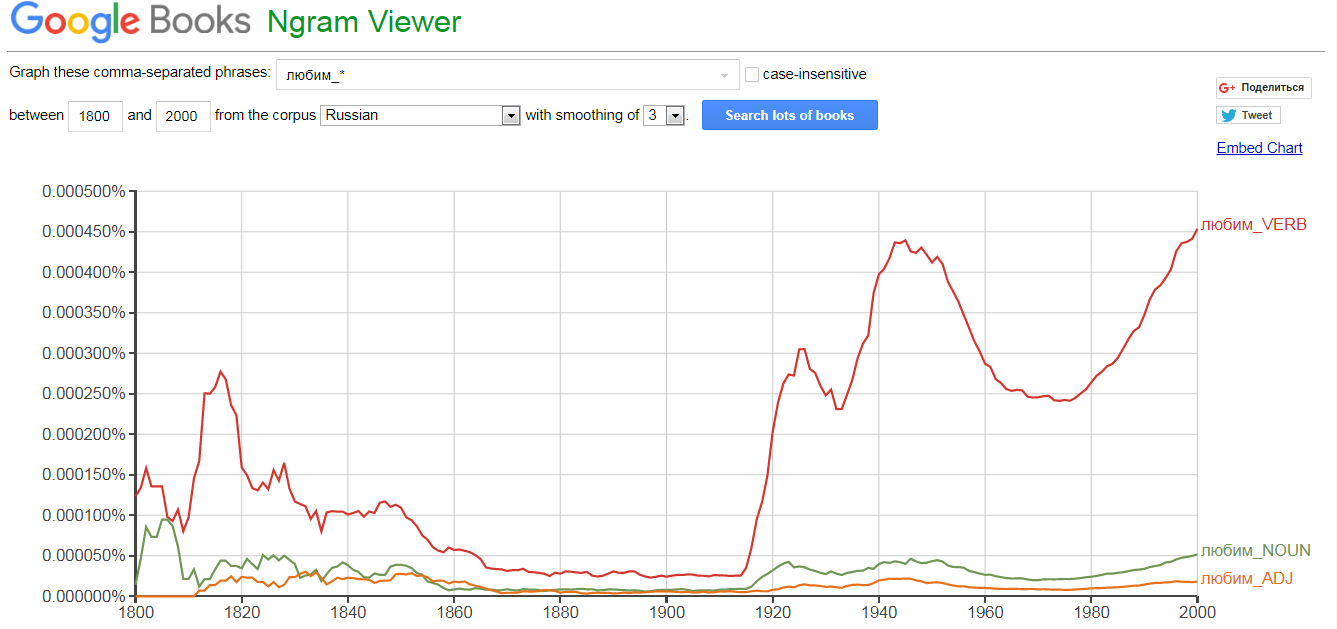 Google Books Ngram Viewer
Graph these comma-separated phrases: любим_* case-insensitive
between 1800 and 2000 from the corpus Russian with smoothing of 3 . Search lots of books
G+ Поделиться
Tweet
Embed Chart
0.000500%
0.000450%
0.000400%
0.000350%
0.000300%
0.000250%
0.000200%
0.000150%
0.000100%
0.000050%
0.000000%
любим_VERB
любим_NOUN
любим_ADJ
1800 1820 1840 1860 1880 1900 1920 1940 1960 1980 2000